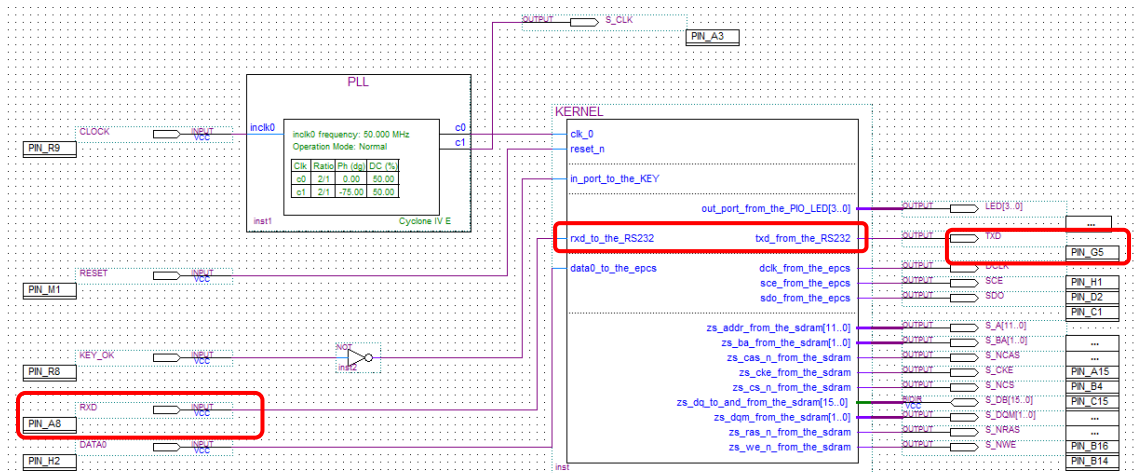 OUTPUT S_CLK
PIN_A3
PLL
KERNEL
CLOCK INPUT VCC
PIN_R9
inclk0
inclk0 frequency: 50.000 MHz
Operation Mode: Normal
Clk Ratio Ph (dg) DC (%)
c0 2/1 0.00 50.00
c1 2/1 -75.00 50.00
c0
c1
inst1
Cyclone IV E
clk_0
reset_n
in_port_to_the_KEY
out_port_from_the_PIO_LED[3..0]
OUTPUT LED[3..0]
...
rxd_to_the_RS232 txd_from_the_RS232
OUTPUT TXD
PIN_G5
data0_to_the_epcs dclk_from_the_epcs
OUTPUT DCLK
sce_from_the_epcs
OUTPUT SCE
PIN_H1
sdo_from_the_epcs
OUTPUT SDO
PIN_D2
PIN_C1
RESET INPUT VCC
PIN_M1
zs_addr_from_the_sdram[11..0]
OUTPUT S_A[11..0]
zs_ba_from_the_sdram[1..0]
OUTPUT S_BA[1..0]
...
zs_cas_n_from_the_sdram
OUTPUT S_NCAS
...
zs_cke_from_the_sdram
OUTPUT S_CKE
PIN_A15
zs_cs_n_from_the_sdram
OUTPUT S_NCS
PIN_B4
zs_dq_to_and_from_the_sdram[15..0]
BIDIR VCC S_DB[15..0]
PIN_C15
zs_dqm_from_the_sdram[1..0]
OUTPUT S_DQM[1..0]
...
zs_ras_n_from_the_sdram
OUTPUT S_NRAS
...
zs_we_n_from_the_sdram
OUTPUT S_NWE
PIN_B16
PIN_B14
KEY_OK INPUT VCC
PIN_R8
NOT
inst2
RXD INPUT VCC
PIN_A8
DATA0 INPUT VCC
PIN_H2
inst